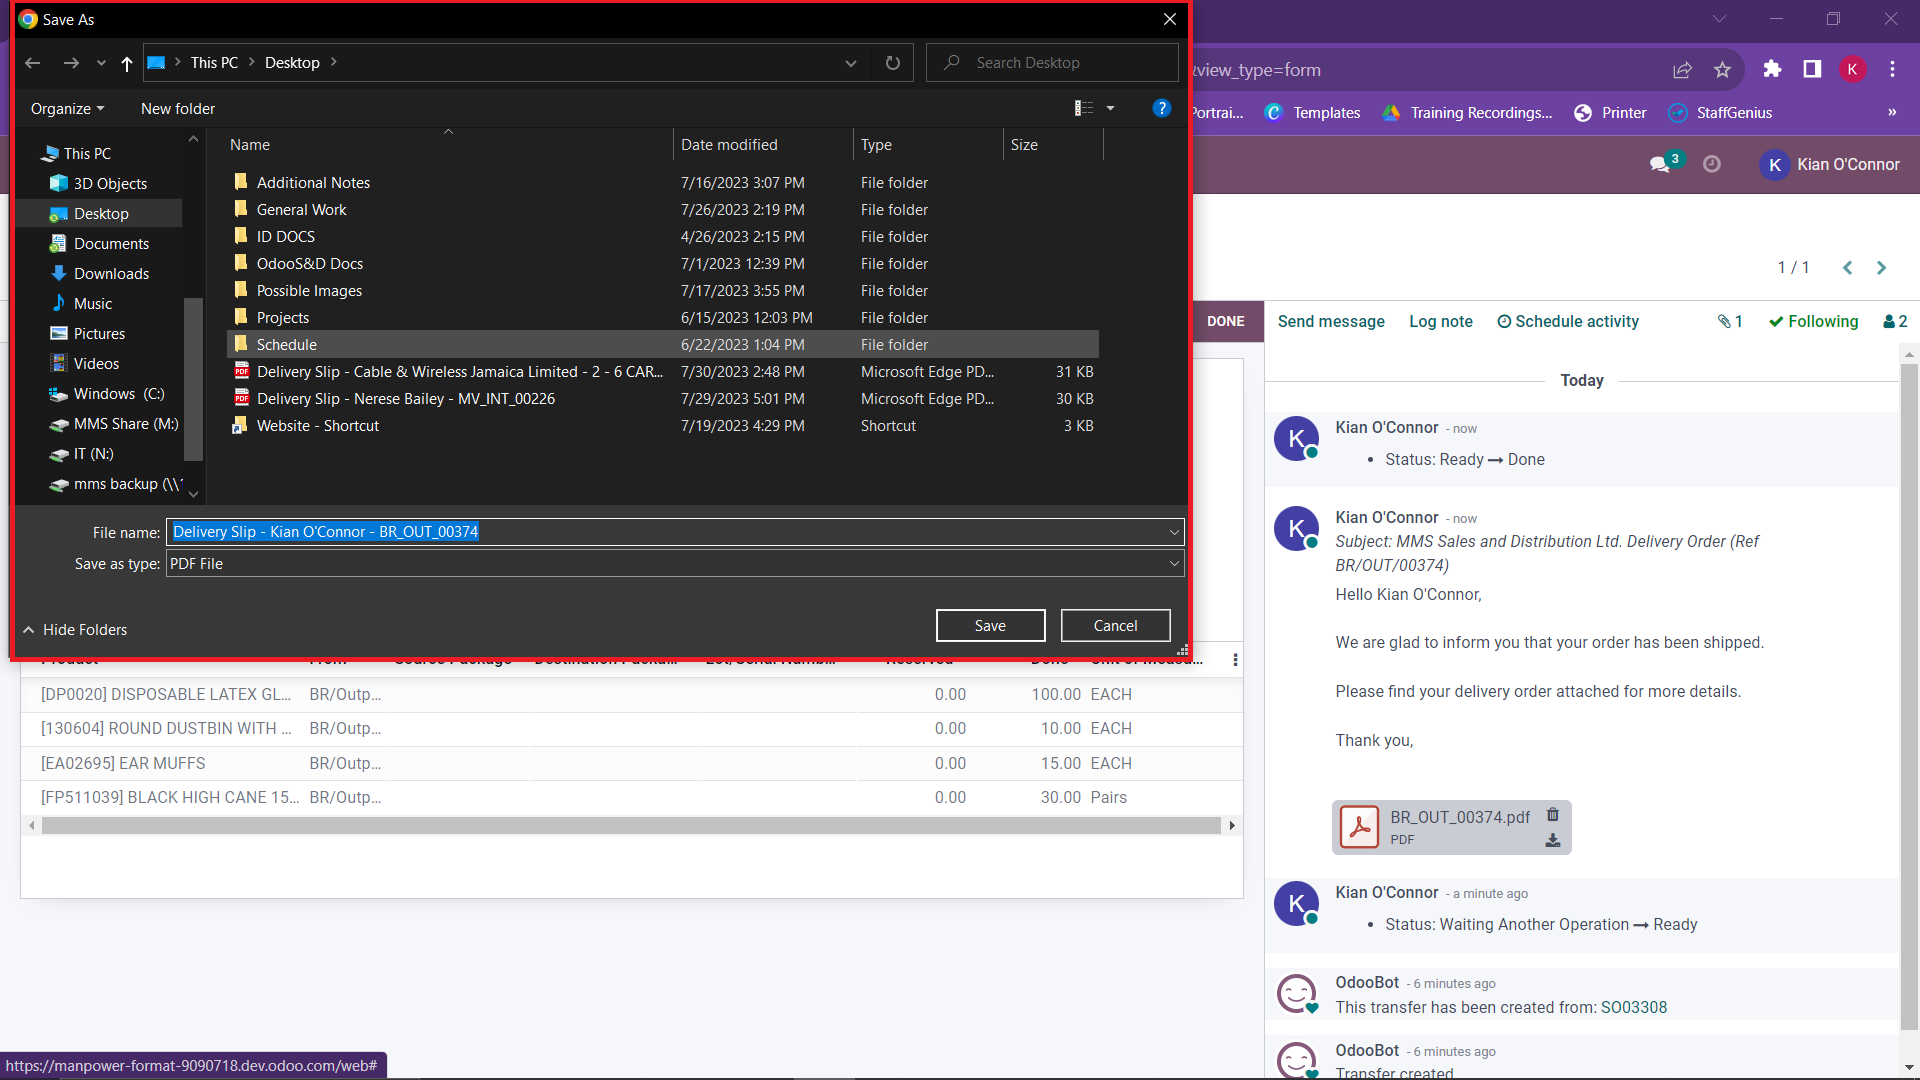 Save As
This PC
Desktop
Search Desktop
Organize
New folder
This PC
3D Objects
Desktop
Documents
Downloads
Music
Pictures
Videos
Windows (C:)
MMS Share (M:)
IT (N:)
mms backup (\\
Name Date modified Type Size
Additional Notes 7/16/2023 3:07 PM File folder
General Work 7/26/2023 2:19 PM File folder
ID DOCS 4/26/2023 2:15 PM File folder
OdooS&D Docs 7/1/2023 12:39 PM File folder
Possible Images 7/17/2023 3:55 PM File folder
Projects 6/15/2023 12:03 PM File folder
Schedule 6/22/2023 1:04 PM File folder
Delivery Slip - Cable & Wireless Jamaica Limited - 2 - 6 CAR... 7/30/2023 2:48 PM Microsoft Edge PD... 31 KB
Delivery Slip - Nerese Bailey - MV_INT_00226 7/29/2023 5:01 PM Microsoft Edge PD... 30 KB
Website - Shortcut 7/19/2023 4:29 PM Shortcut 3 KB
File name: Delivery Slip - Kian O'Connor - BR_OUT_00374
Save as type: PDF File
Hide Folders
Save
Cancel
view_type=form
K
Portrai... Templates Training Recordings... Printer StaffGenius »
3 K Kian O'Connor
1 / 1
DONE
Send message Log note Schedule activity 1 Following 2
Today
Kian O'Connor - now
• Status: Ready → Done
Kian O'Connor - now
Subject: MMS Sales and Distribution Ltd. Delivery Order (Ref
BR/OUT/00374)
Hello Kian O'Connor,
We are glad to inform you that your order has been shipped.
Please find your delivery order attached for more details.
Thank you,
BR_OUT_00374.pdf
PDF
Kian O'Connor - a minute ago
• Status: Waiting Another Operation → Ready
OdooBot - 6 minutes ago
This transfer has been created from: SO03308
OdooBot - 6 minutes ago
Transfer created
Product From Source Package Destination Packa... Lot/Serial Numb... Reserved Done Unit of Measu...
[DP0020] DISPOSABLE LATEX GL... BR/Outp... 0.00 100.00 EACH
[130604] ROUND DUSTBIN WITH ... BR/Outp... 0.00 10.00 EACH
[EA02695] EAR MUFFS BR/Outp... 0.00 15.00 EACH
[FP511039] BLACK HIGH CANE 15... BR/Outp... 0.00 30.00 Pairs
https://manpower-format-9090718.dev.odoo.com/web#